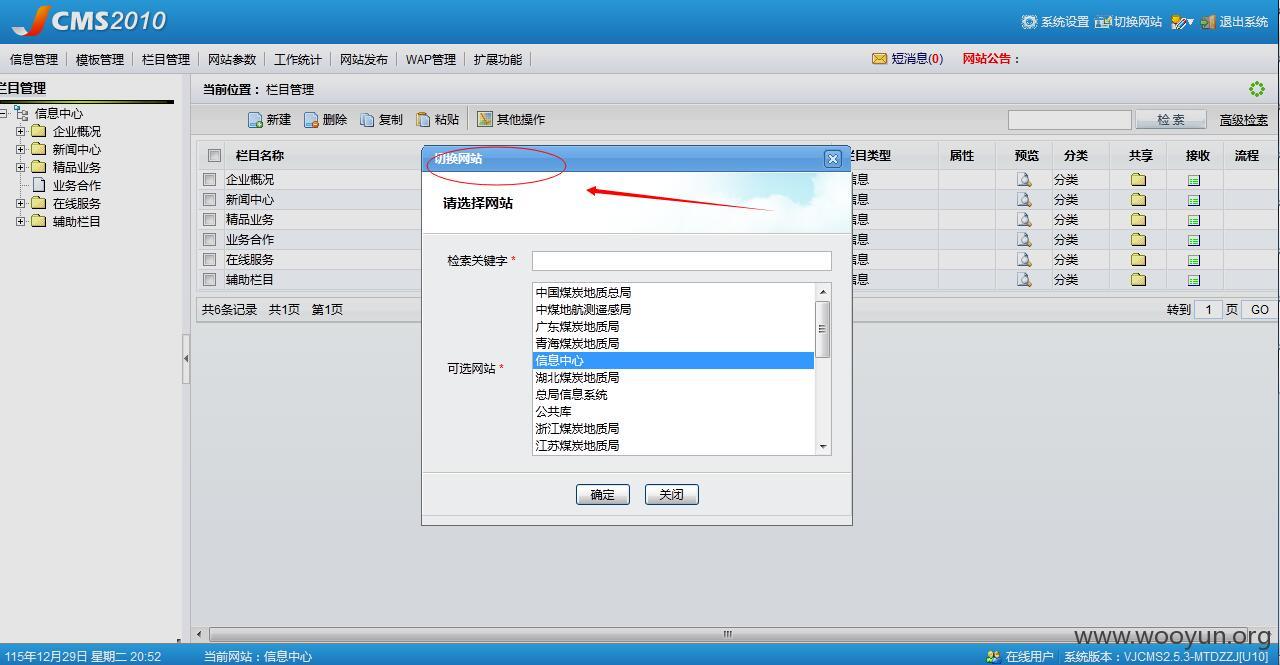 JCMS2010
系统设置 切换网站 退出系统
信息管理 模板管理 栏目管理 网站参数 工作统计 网站发布 WAP管理 扩展功能 短消息(0) 网站公告：
栏目管理
当前位置： 栏目管理
信息中心
企业概况
新闻中心
精品业务
业务合作
在线服务
辅助栏目
新建 删除 复制 粘贴 其他操作 检 索 高级检索
栏目名称 栏目类型 属性 预览 分类 共享 接收 流程
企业概况 信息 分类
新闻中心 信息 分类
精品业务 信息 分类
业务合作 信息 分类
在线服务 信息 分类
辅助栏目 信息 分类
共6条记录 共1页 第1页 转到 1 页 GO
切换网站
请选择网站
检索关键字 *
可选网站 *
中国煤炭地质总局
中煤地航测遥感局
广东煤炭地质局
青海煤炭地质局
信息中心
湖北煤炭地质局
总局信息系统
公共库
浙江煤炭地质局
江苏煤炭地质局
确定 关闭
www.wooyun.org
115年12月29日 星期二 20:52 当前网站：信息中心 在线用户 系统版本：VJCMS2.5.3-MTDZZJ[U10]